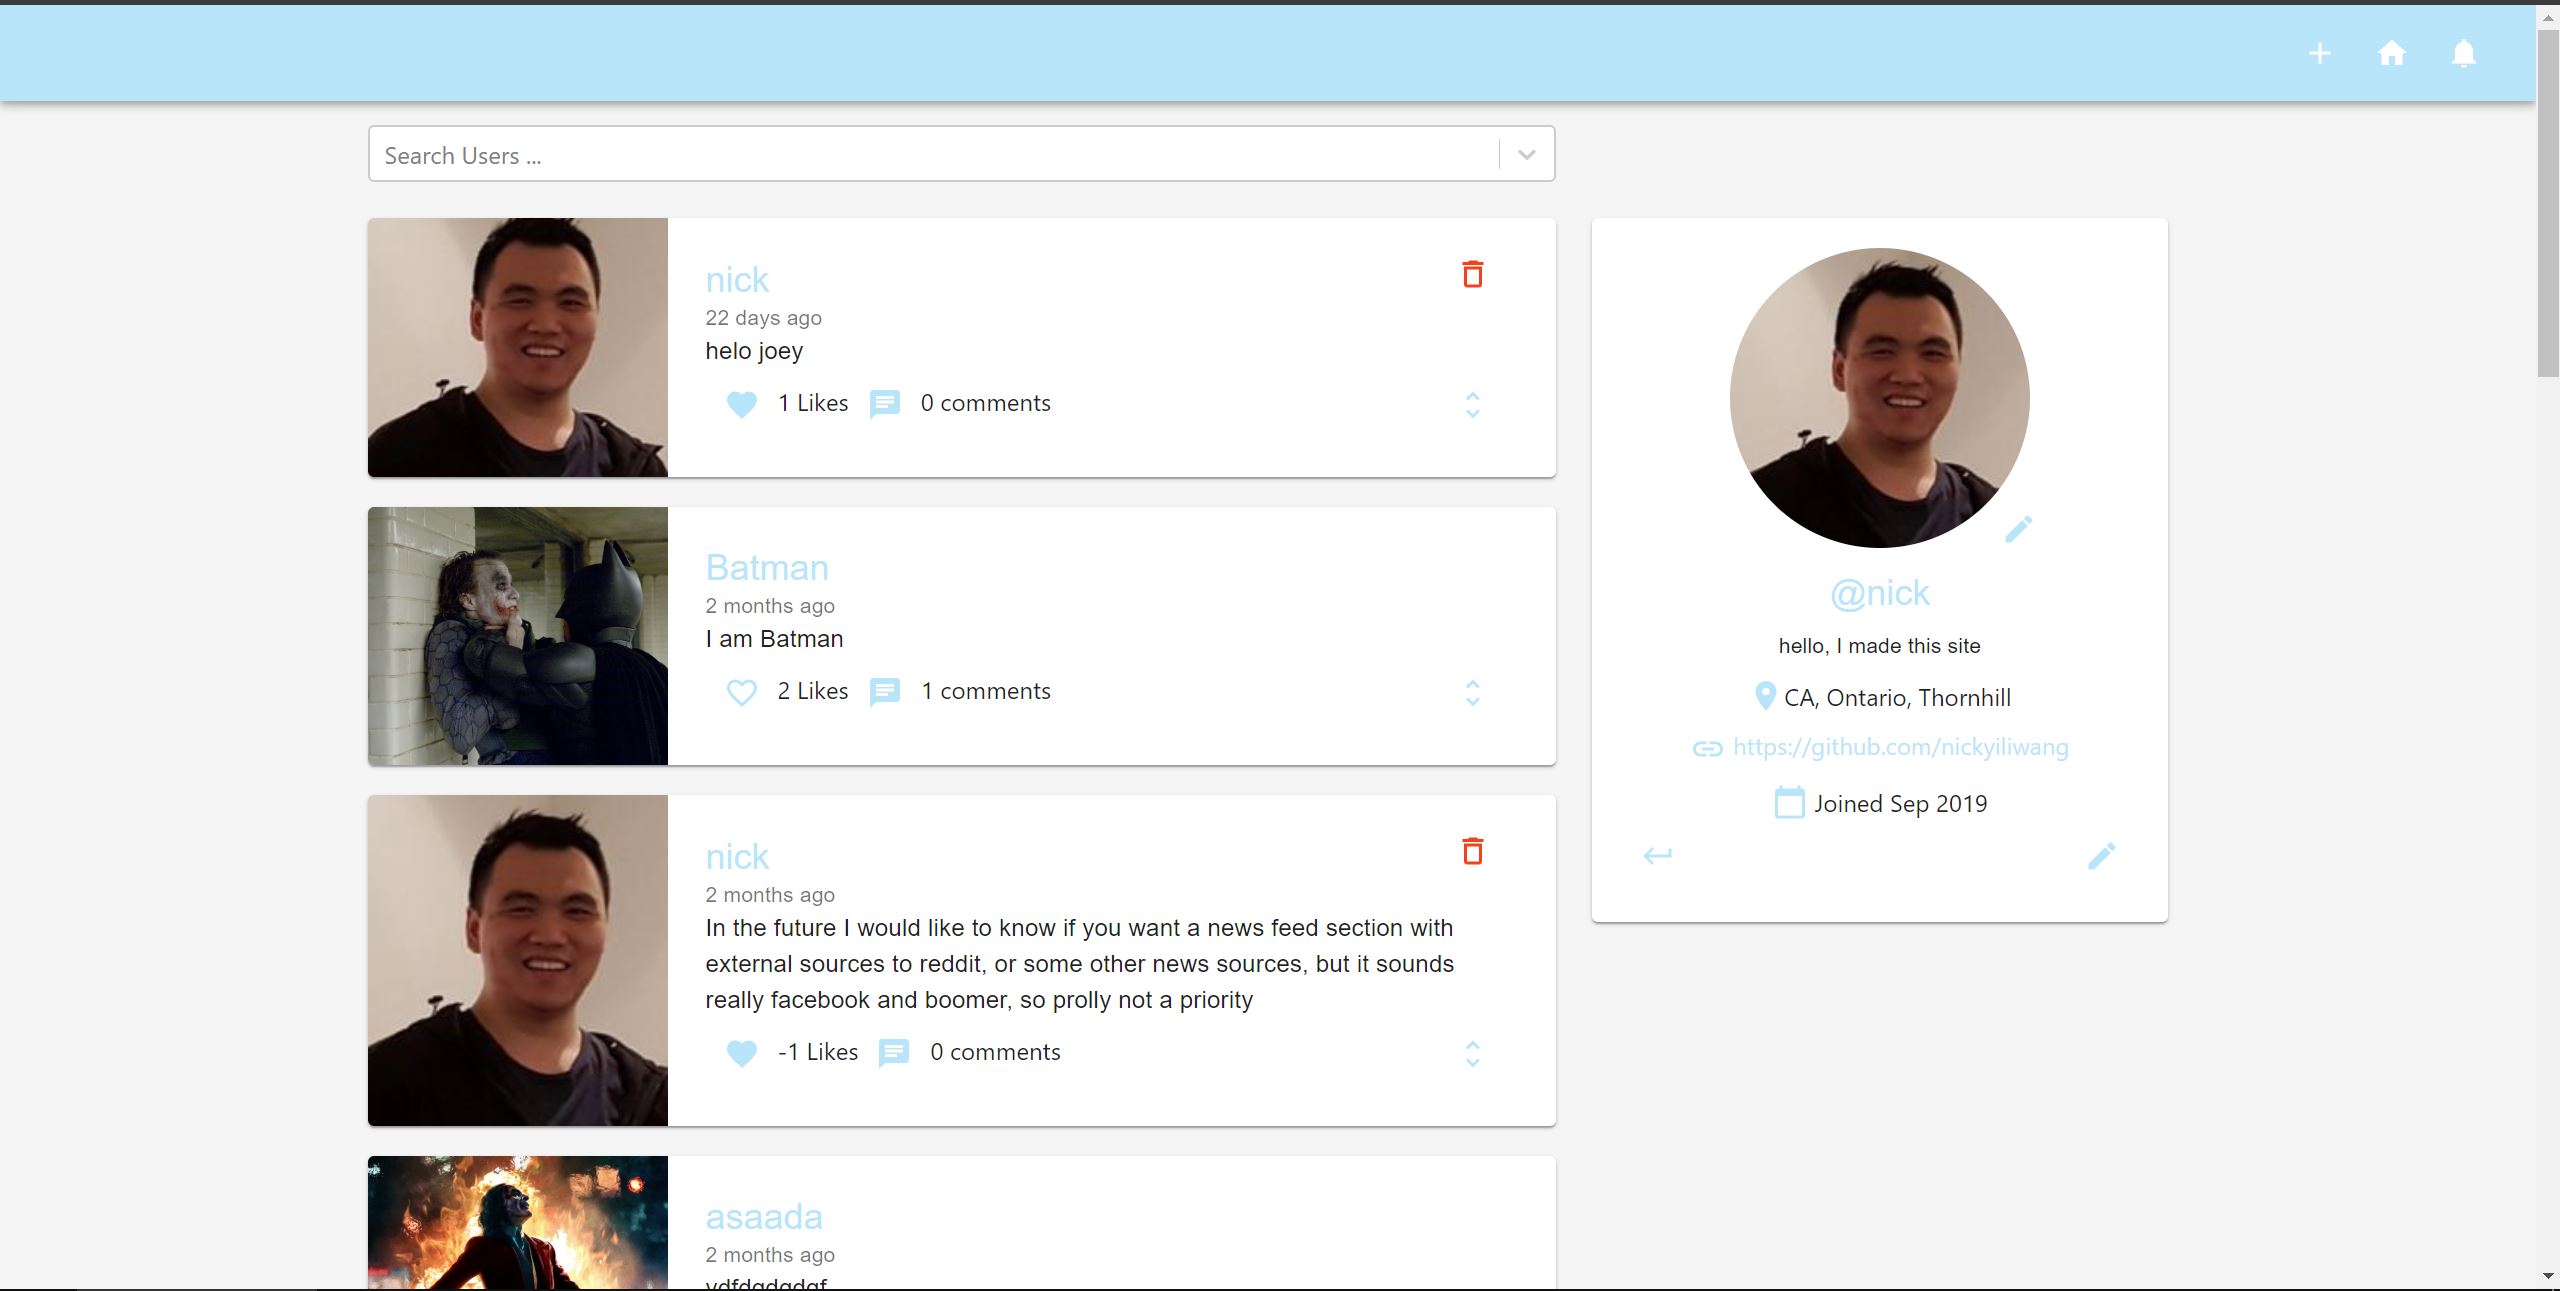 Search Users ...
nick
22 days ago
helo joey
1 Likes 0 comments
Batman
2 months ago
I am Batman
2 Likes 1 comments
nick
2 months ago
In the future I would like to know if you want a news feed section with
external sources to reddit, or some other news sources, but it sounds
really facebook and boomer, so prolly not a priority
-1 Likes 0 comments
asaada
2 months ago
@nick
hello, I made this site
CA, Ontario, Thornhill
https://github.com/nickyiliwang
Joined Sep 2019